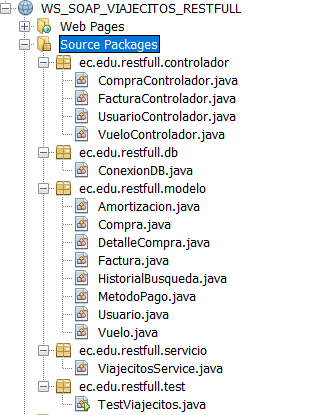 WS_SOAP_VIAJECITOS_RESTFULL
Web Pages
Source Packages
ec.edu.restfull.controlador
CompraControlador.java
FacturaControlador.java
UsuarioControlador.java
VueloControlador.java
ec.edu.restfull.db
ConexionDB.java
ec.edu.restfull.modelo
Amortizacion.java
Compra.java
DetalleCompra.java
Factura.java
HistorialBusqueda.java
MetodoPago.java
Usuario.java
Vuelo.java
ec.edu.restfull.servicio
ViajecitosService.java
ec.edu.restfull.test
TestViajecitos.java